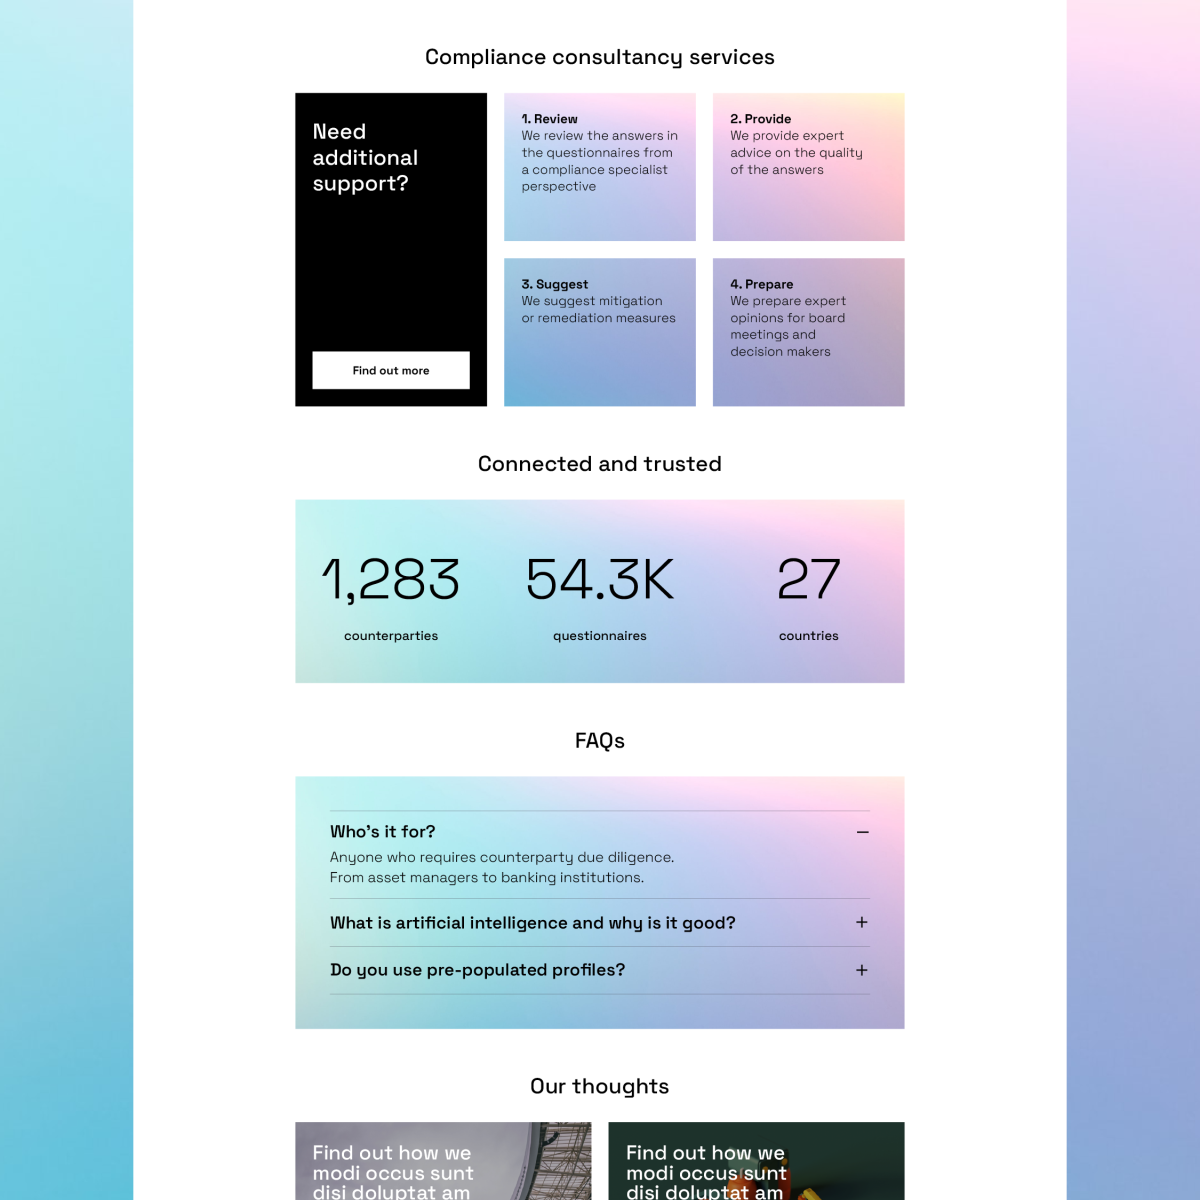 Compliance consultancy services
Need
additional
support?
Find out more
1. Review
We review the answers in
the questionnaires from
a compliance specialist
perspective
2. Provide
We provide expert
advice on the quality
of the answers
3. Suggest
We suggest mitigation
or remediation measures
4. Prepare
We prepare expert
opinions for board
meetings and
decision makers
Connected and trusted
1,283
counterparties
54.3K
questionnaires
27
countries
FAQs
Who's it for?
Anyone who requires counterparty due diligence.
From asset managers to banking institutions.
What is artificial intelligence and why is it good?
Do you use pre-populated profiles?
Our thoughts
Find out how we
modi occus sunt
disi doluptat am
Find out how we
modi occus sunt
disi doluptat am